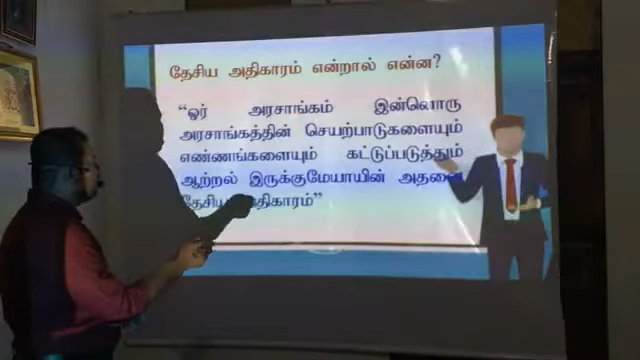 தேசிய அதிகாரம் என்றால் என்ன?
“ஓர் அரசாங்கம் இன்னொரு
அரசாங்கத்தின் செயற்பாடுகளையும்
எண்ணங்களையும் கட்டுப்படுத்தும்
ஆற்றல் இருக்குமேயாயின் அதனை
தேசிய அதிகாரம்”